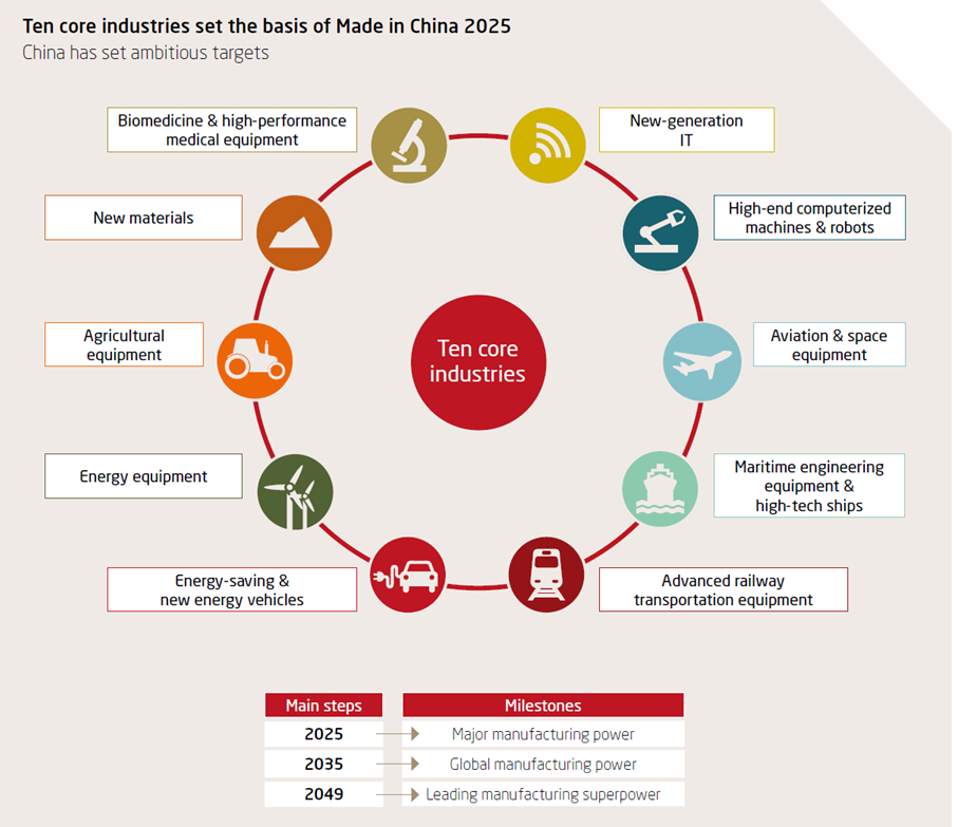 Ten core industries set the basis of Made in China 2025
China has set ambitious targets
Biomedicine & high-performance
medical equipment
New-generation
IT
New materials
High-end computerized
machines & robots
Agricultural
equipment
Ten core
industries
Aviation & space
equipment
Energy equipment
Maritime engineering
equipment &
high-tech ships
Energy-saving &
new energy vehicles
Advanced railway
transportation equipment
Main steps Milestones
2025 Major manufacturing power
2035 Global manufacturing power
2049 Leading manufacturing superpower